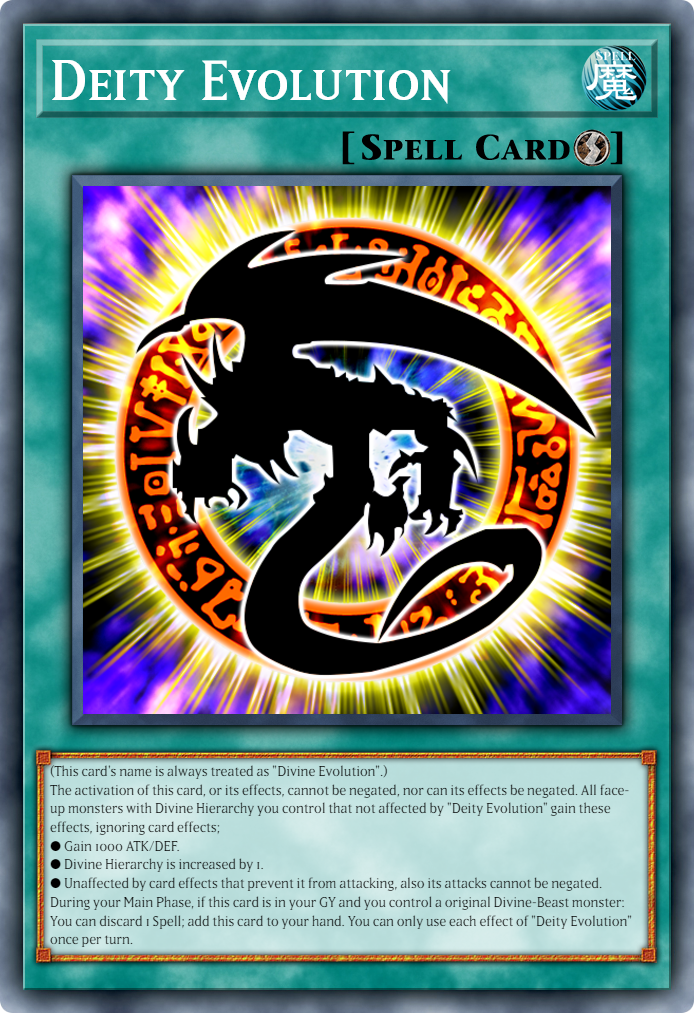 Deity Evolution
SPELL
魔
[Spell Card]
(This card's name is always treated as "Divine Evolution".)
The activation of this card, or its effects, cannot be negated, nor can its effects be negated. All face-
up monsters with Divine Hierarchy you control that not affected by "Deity Evolution" gain these
effects, ignoring card effects;
● Gain 1000 ATK/DEF.
● Divine Hierarchy is increased by 1.
● Unaffected by card effects that prevent it from attacking, also its attacks cannot be negated.
During your Main Phase, if this card is in your GY and you control a original Divine-Beast monster:
You can discard 1 Spell; add this card to your hand. You can only use each effect of "Deity Evolution"
once per turn.